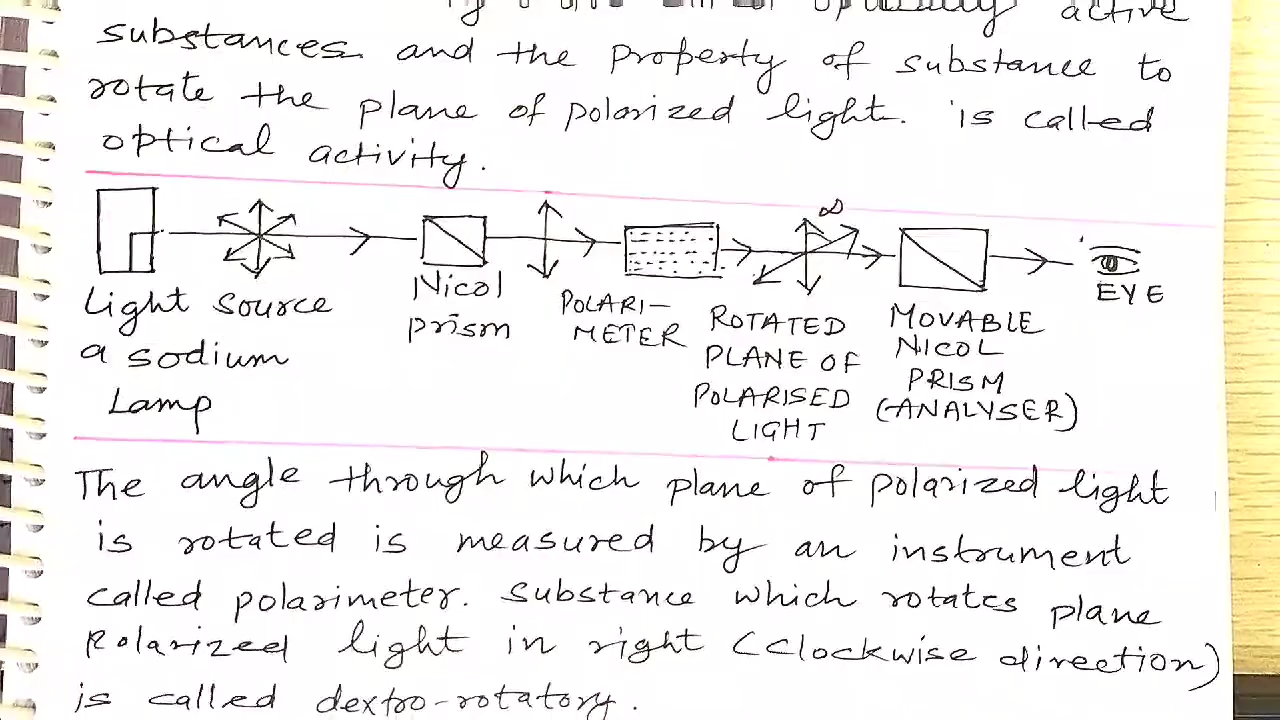 optically active
substances and the property of substance to
rotate the plane of polarized light. is called
optical activity.
∝
Light source
a sodium
Lamp
Nicol
prism
POLARI-
METER
ROTATED
PLANE OF
POLARISED
LIGHT
MOVABLE
NICOL
PRISM
(ANALYSER)
EYE
The angle through which plane of polarized light
is rotated is measured by an instrument
called polarimeter. Substance which rotates plane
Polarized light in right (Clockwise direction)
is called dextro-rotatory.